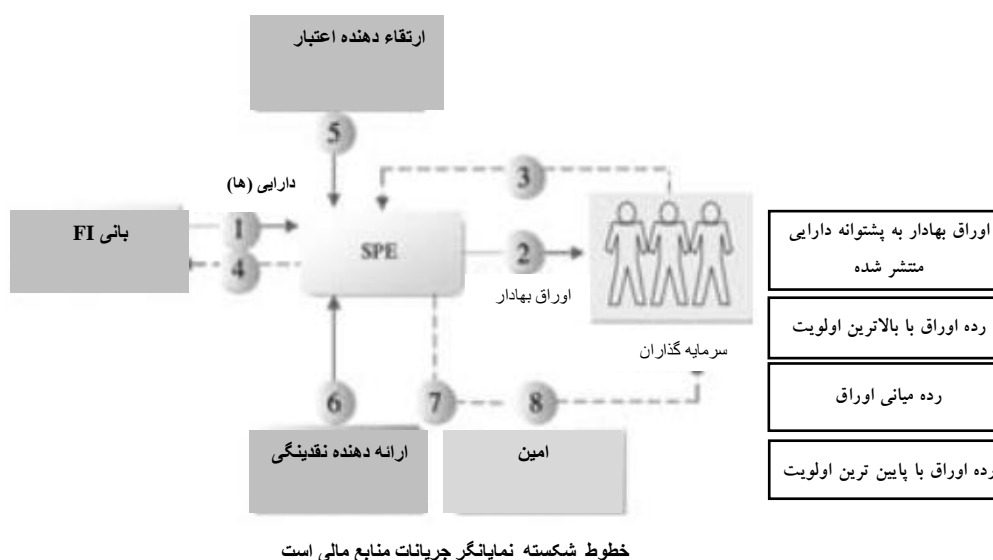 ارتقاء دهنده اعتبار
5
دارایی (ها)
3
بانی FI
1
4
SPE
2
اوراق بهادار
سرمایه گذاران
اوراق بهادار به پشتوانه دارایی
منتشر شده
رده اوراق با بالاترین اولویت
رده میانی اوراق
رده اوراق با پایین ترین اولویت
6
7
8
ارائه دهنده نقدینگی
امین
خطوط شکسته نمایانگر جریانات منابع مالی است